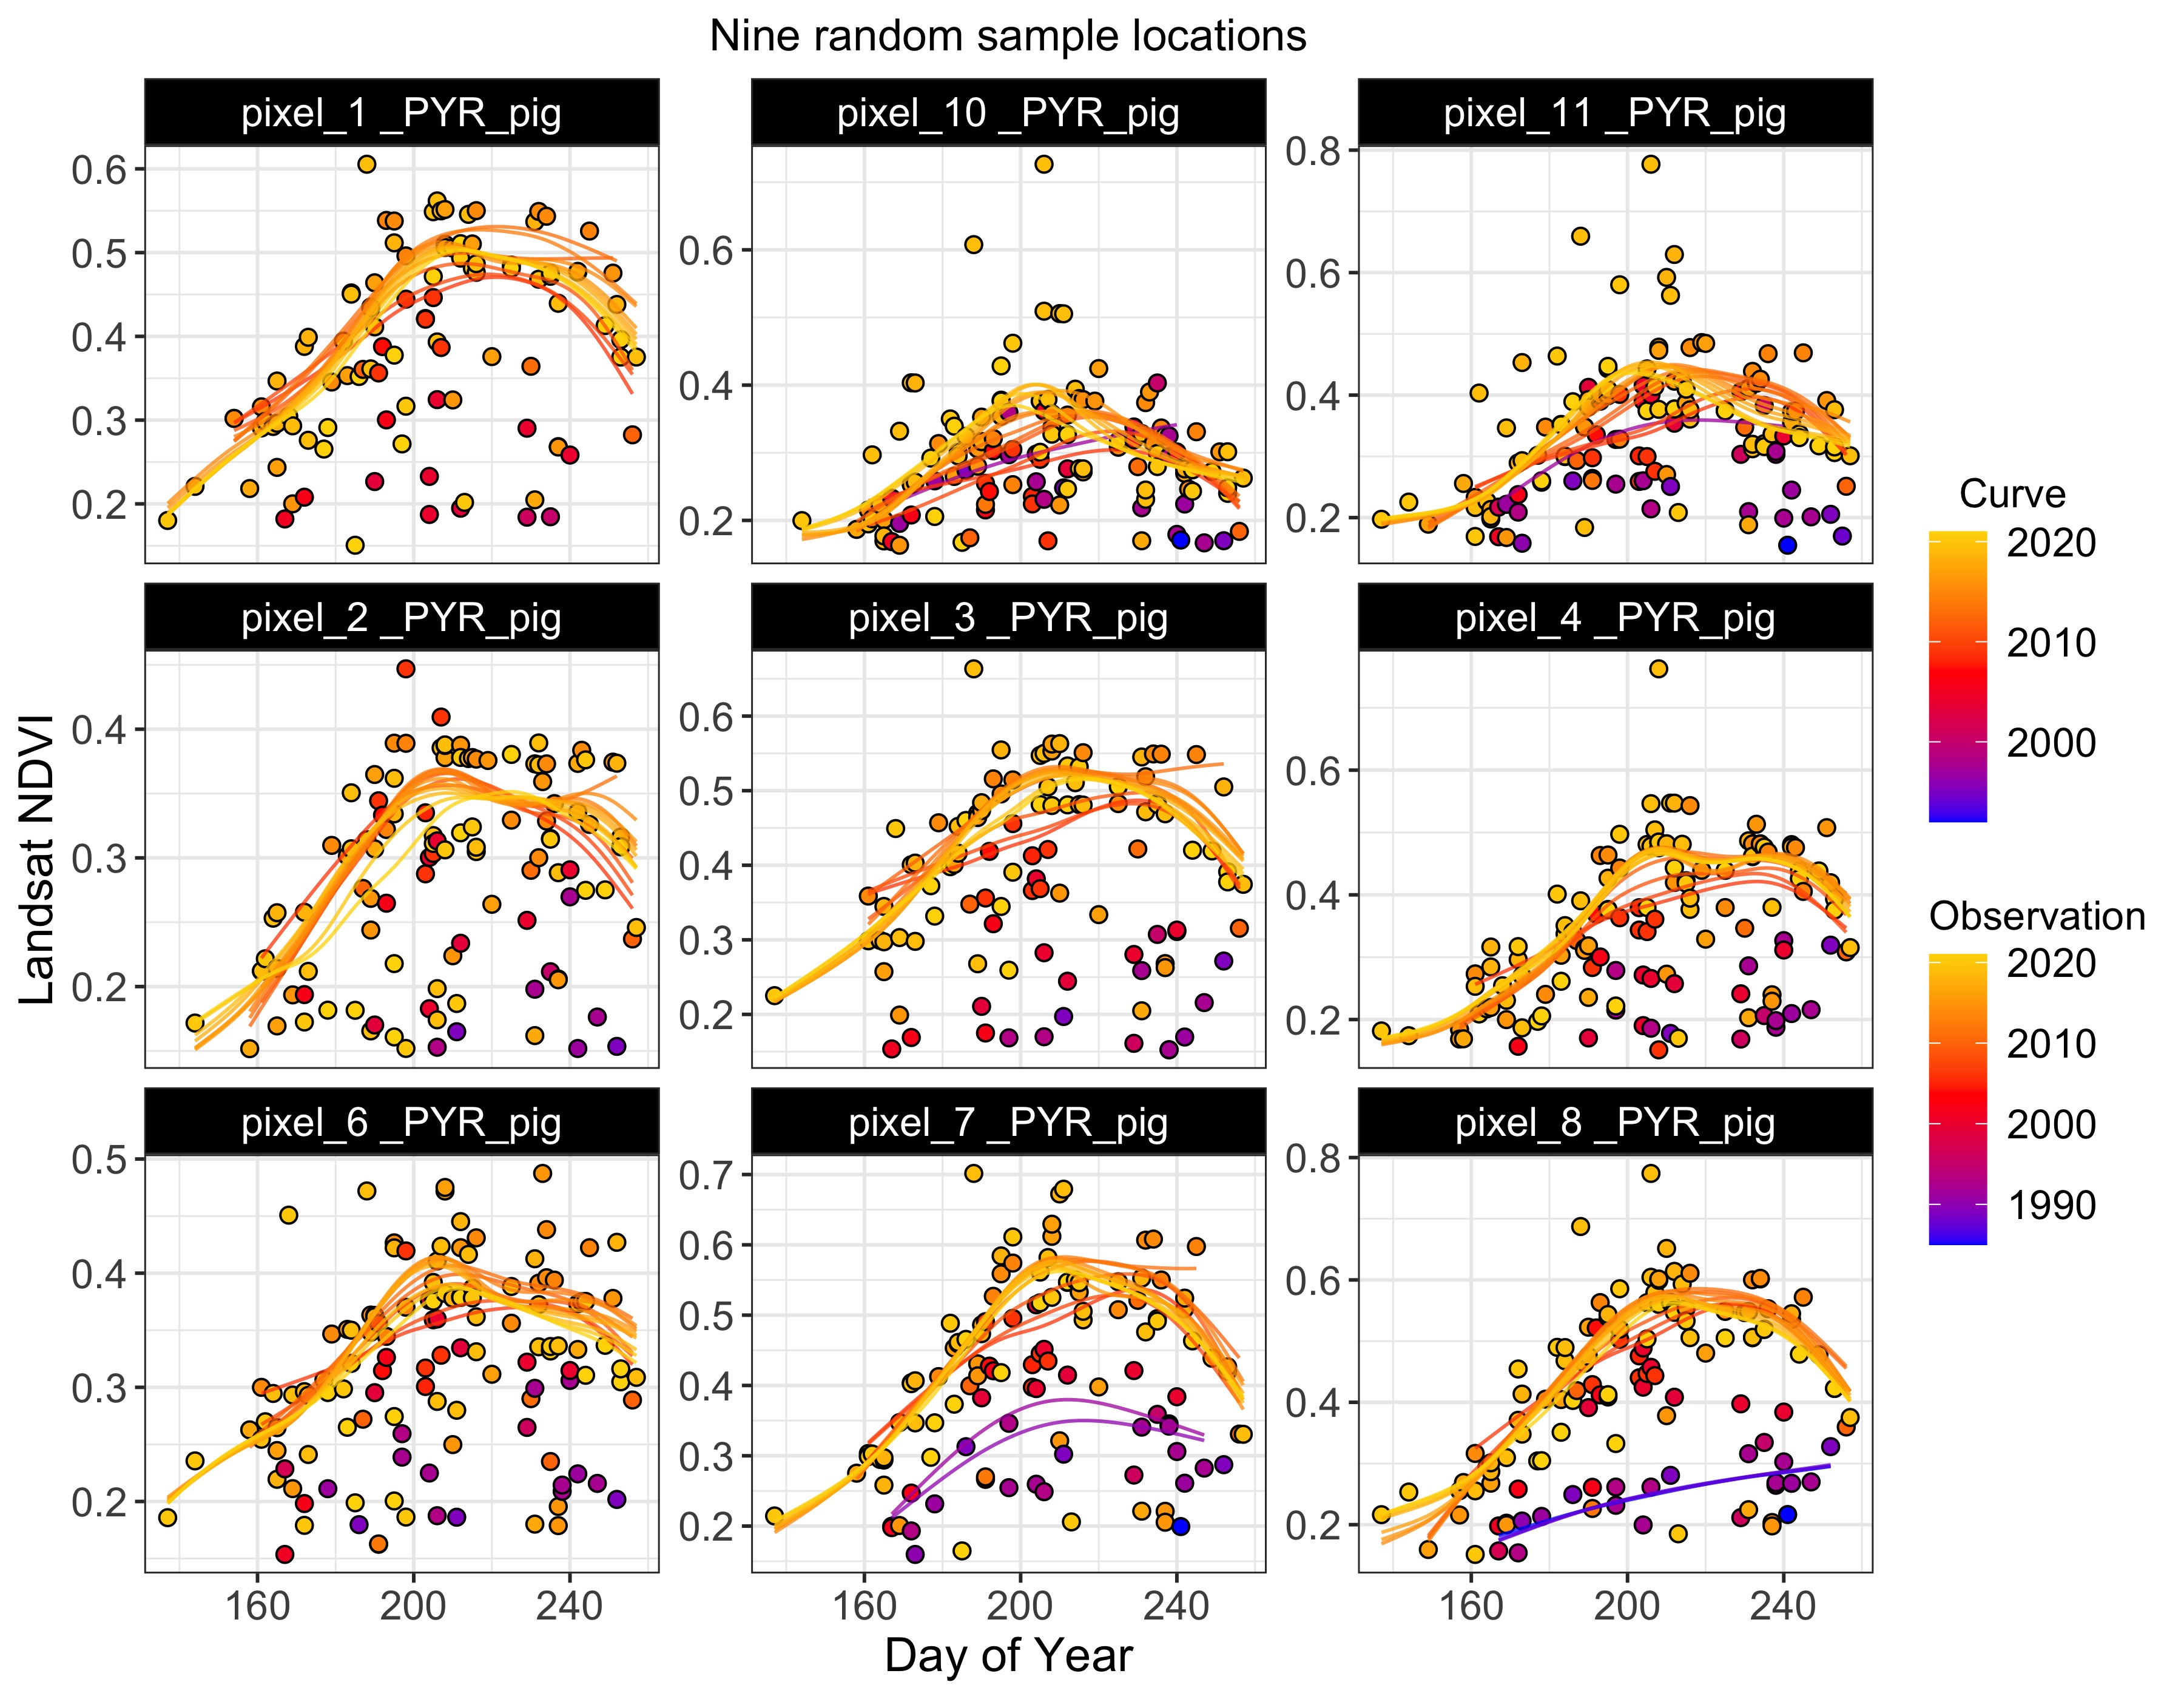 Nine random sample locations
pixel_1 _PYR_pig
pixel_10 _PYR_pig
pixel_11 _PYR_pig
0.6
0.5
0.4
0.3
0.2
0.6
0.4
0.2
0.8
0.6
0.4
0.2
pixel_2 _PYR_pig
pixel_3 _PYR_pig
pixel_4 _PYR_pig
0.4
0.3
0.2
0.6
0.5
0.4
0.3
0.2
0.6
0.4
0.2
pixel_6 _PYR_pig
pixel_7 _PYR_pig
pixel_8 _PYR_pig
0.5
0.4
0.3
0.2
0.7
0.6
0.5
0.4
0.3
0.2
0.8
0.6
0.4
0.2
160 200 240
160 200 240
160 200 240
Day of Year
Landsat NDVI
Curve
2020
2010
2000
Observation
2020
2010
2000
1990